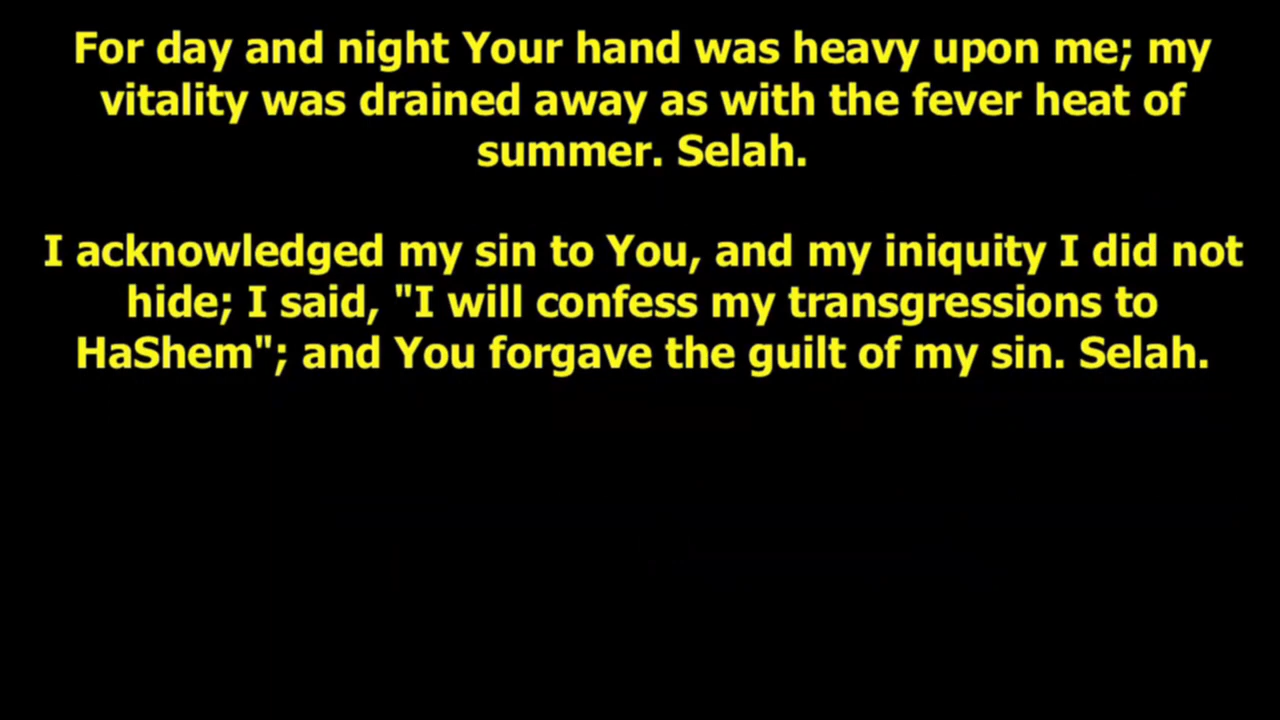 For day and night Your hand was heavy upon me; my
vitality was drained away as with the fever heat of
summer. Selah.
I acknowledged my sin to You, and my iniquity I did not
hide; I said, "I will confess my transgressions to
HaShem"; and You forgave the guilt of my sin. Selah.